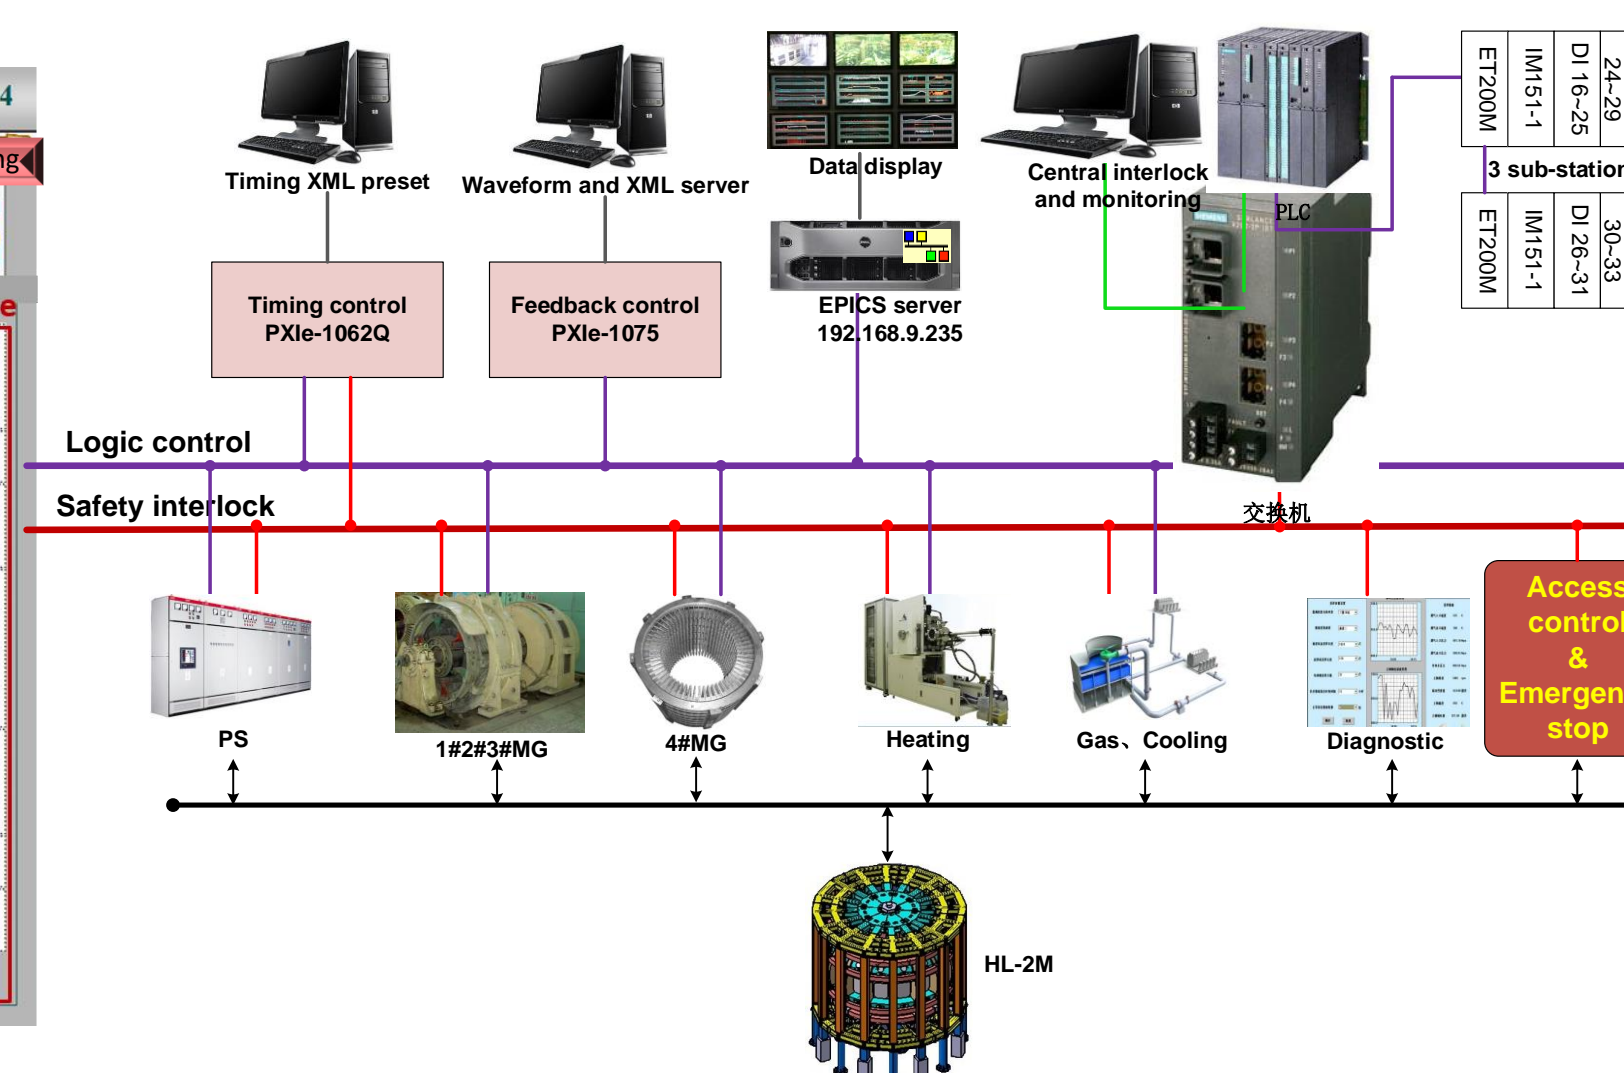 4
ng
e
Timing XML preset
Waveform and XML server
Data display
Central interlock
and monitoring
PLC
SIEMENS
ET200M
IM151-1
DI 16~25
24~29
3 sub-station
ET200M
IM151-1
DI 26~31
30~33
Timing control
PXIe-1062Q
Feedback control
PXIe-1075
EPICS server
192.168.9.235
Logic control
Safety interlock
交换机
PS
1#2#3#MG
4#MG
Heating
Gas、Cooling
Diagnostic
Access
control
&
Emergen
stop
HL-2M